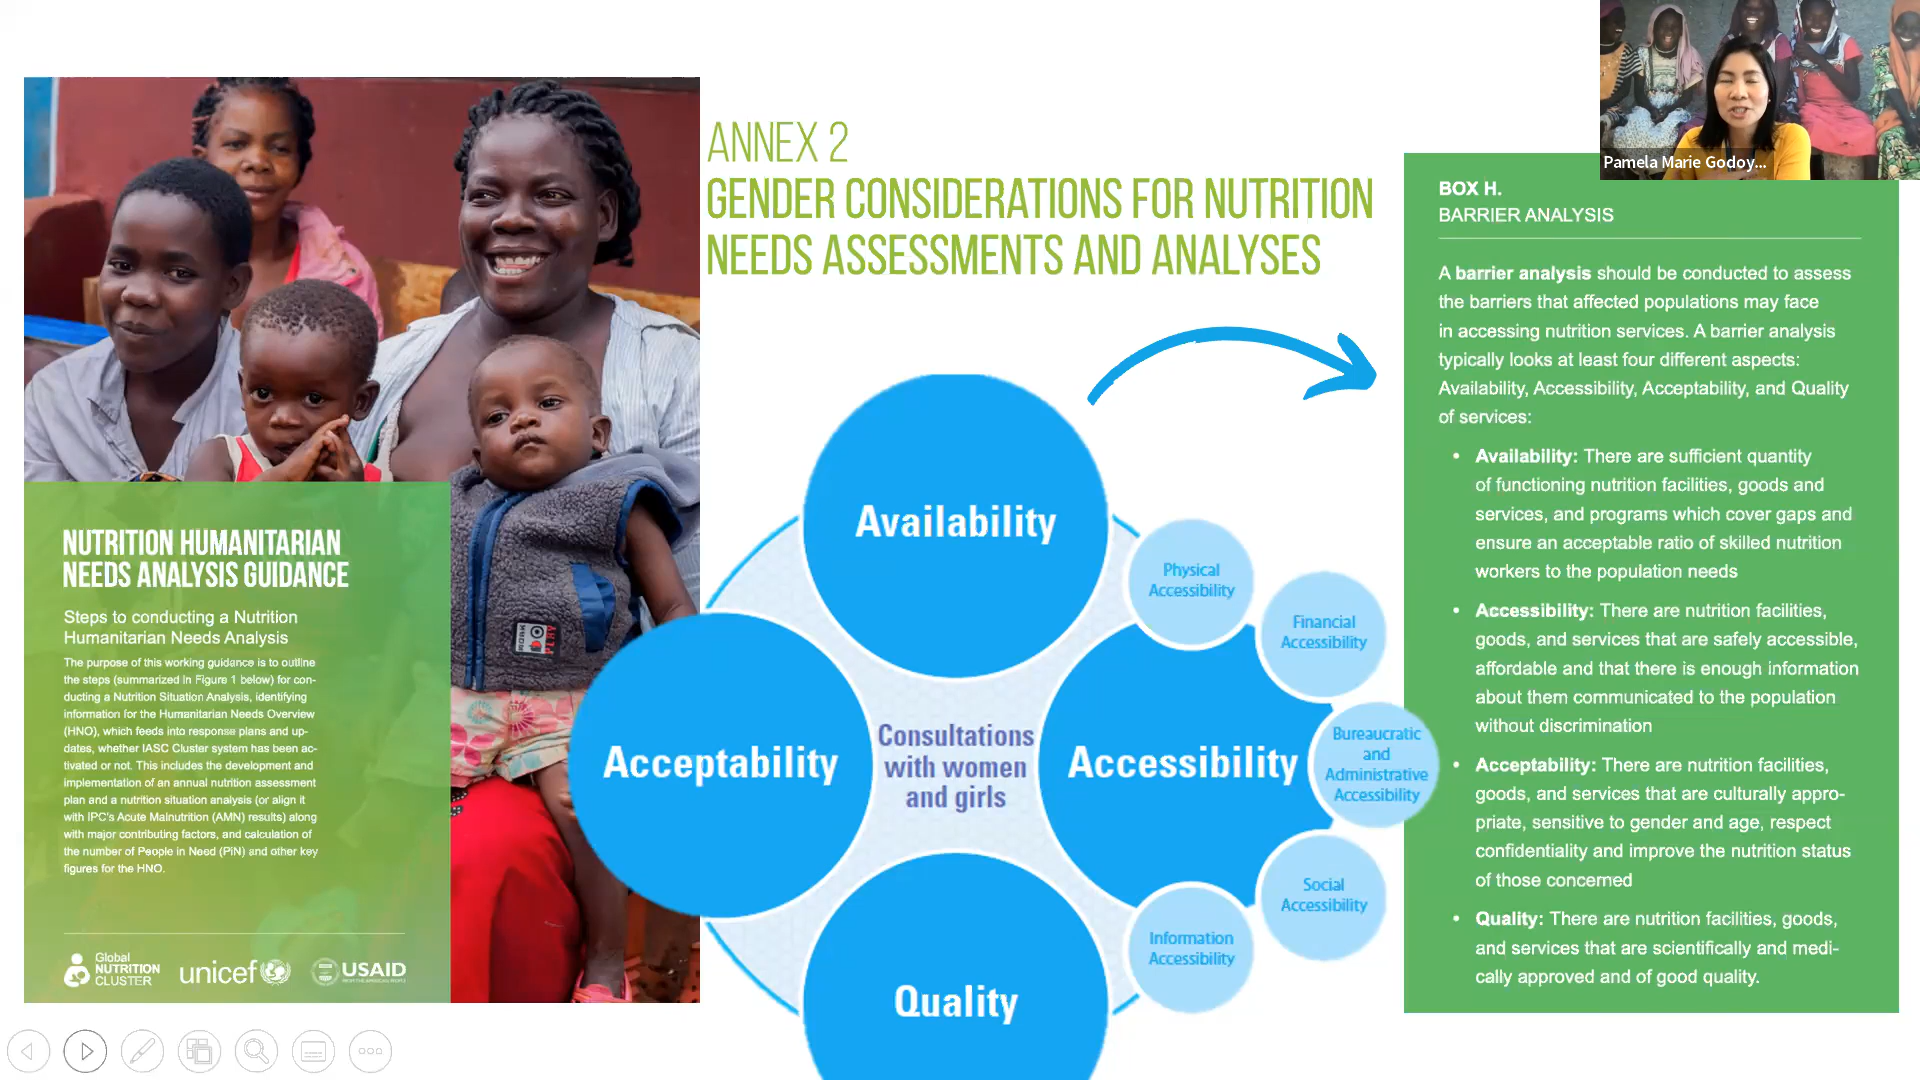 Pamela Marie Godoy...
ANNEX 2
GENDER CONSIDERATIONS FOR NUTRITION
NEEDS ASSESSMENTS AND ANALYSES
NUTRITION HUMANITARIAN
NEEDS ANALYSIS GUIDANCE
Steps to conducting a Nutrition
Humanitarian Needs Analysis
The purpose of this working guidance is to outline
the steps (summarized in Figure 1 below) for con-
ducting a Nutrition Situation Analysis, identifying
information for the Humanitarian Needs Overview
(HNO), which feeds into response plans and up-
dates, whether IASC Cluster system has been ac-
tivated or not. This includes the development and
implementation of an annual nutrition assessment
plan and a nutrition situation analysis (or align it
with IPC's Acute Malnutrition (AMN) results) along
with major contributing factors, and calculation of
the number of People in Need (PiN) and other key
figures for the HNO.
Global
NUTRITION
CLUSTER
unicef
USAID
FROM THE AMERICAN PEOPLE
WORK
PLAY
Availability
Acceptability
Consultations
with women
and girls
Accessibility
Quality
Physical
Accessibility
Financial
Accessibility
Bureaucratic
and
Administrative
Accessibility
Social
Accessibility
Information
Accessibility
BOX H.
BARRIER ANALYSIS
A barrier analysis should be conducted to assess
the barriers that affected populations may face
in accessing nutrition services. A barrier analysis
typically looks at least four different aspects:
Availability, Accessibility, Acceptability, and Quality
of services:
• Availability: There are sufficient quantity
of functioning nutrition facilities, goods and
services, and programs which cover gaps and
ensure an acceptable ratio of skilled nutrition
workers to the population needs
• Accessibility: There are nutrition facilities,
goods, and services that are safely accessible,
affordable and that there is enough information
about them communicated to the population
without discrimination
• Acceptability: There are nutrition facilities,
goods, and services that are culturally appro-
priate, sensitive to gender and age, respect
confidentiality and improve the nutrition status
of those concerned
• Quality: There are nutrition facilities, goods,
and services that are scientifically and medi-
cally approved and of good quality.